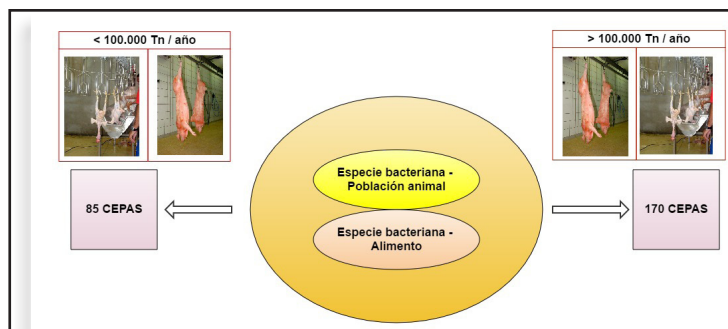 < 100.000 Tn / año
> 100.000 Tn / año
Especie bacteriana -
Población animal
85 CEPAS
170 CEPAS
Especie bacteriana -
Alimento